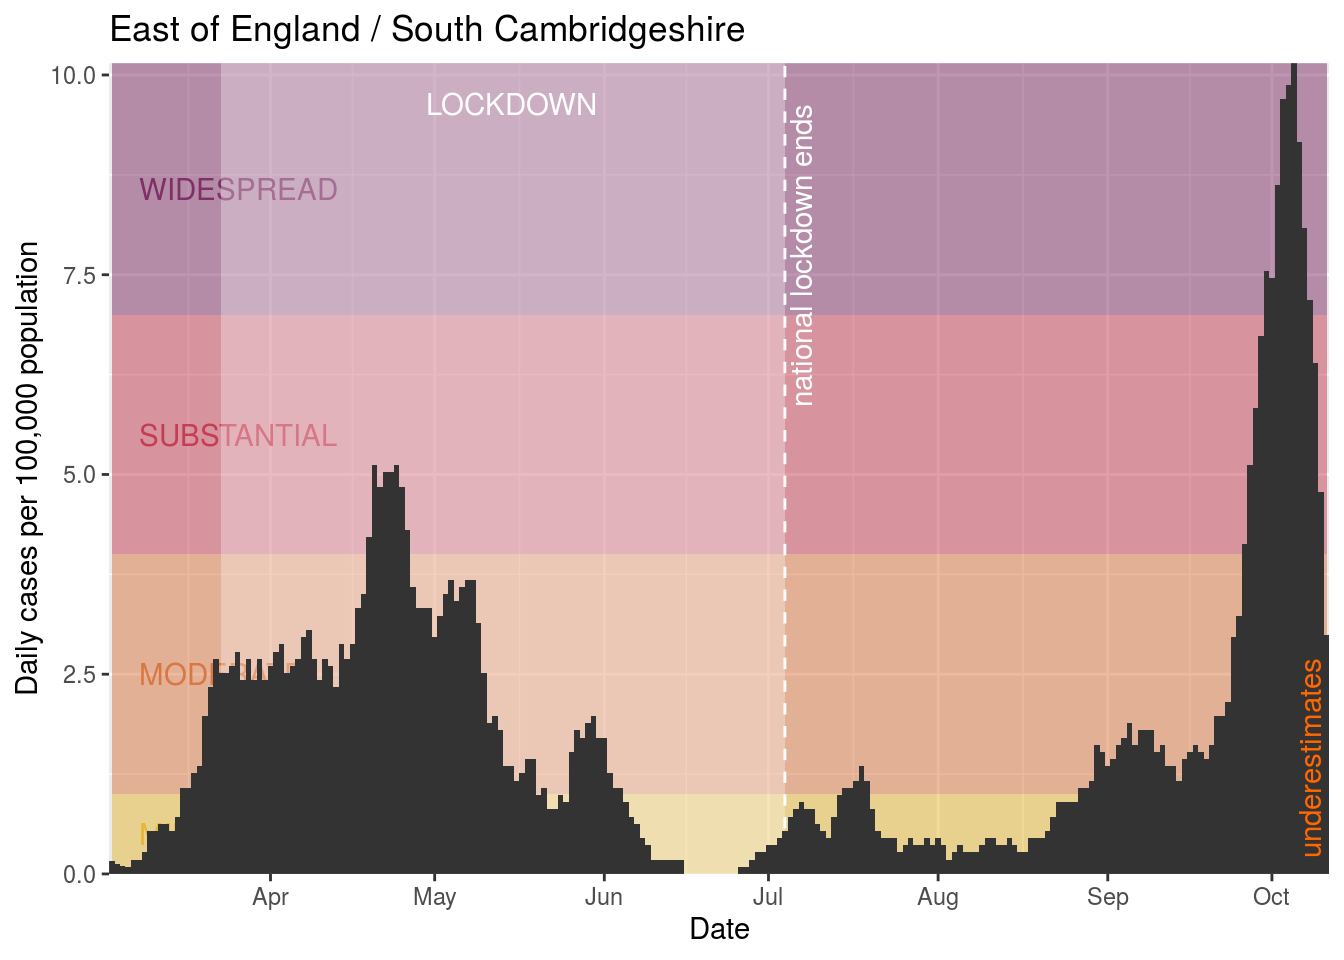 East of England / South Cambridgeshire
Daily cases per 100,000 population
10.0
7.5
5.0
2.5
0.0
LOCKDOWN
WIDESPREAD
SUBSTANTIAL
national lockdown ends
underestimates
Apr May Jun Jul Aug Sep Oct
Date